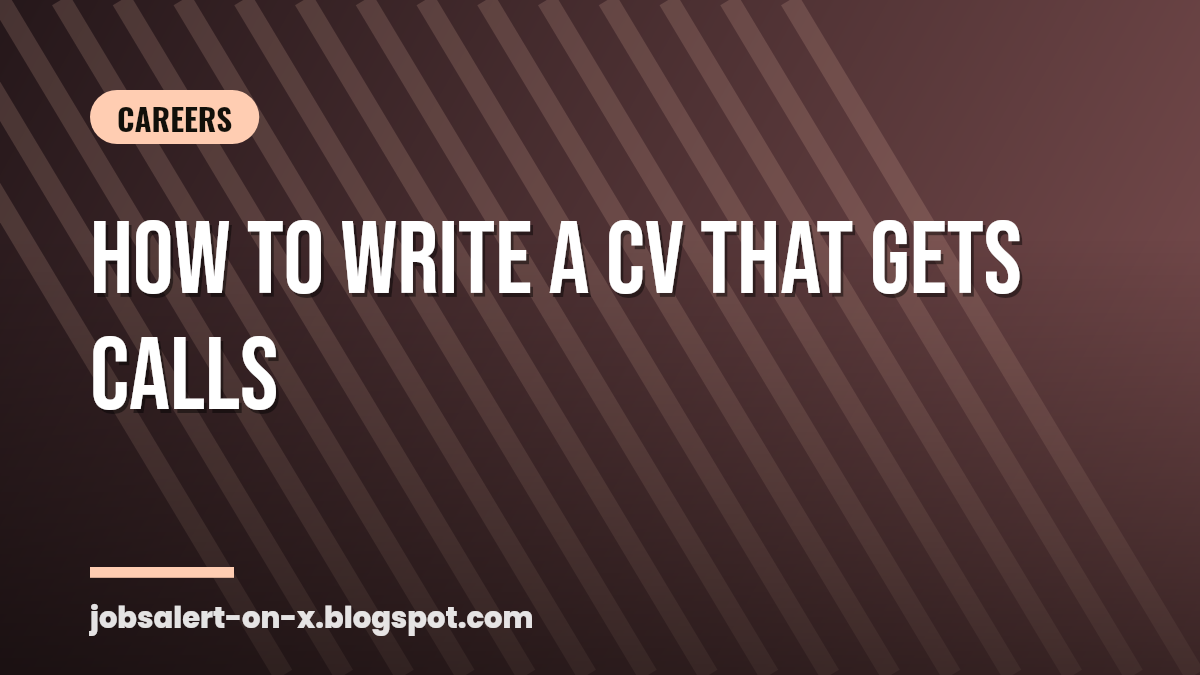 CAREERS
HOW TO WRITE A CV THAT GETS
CALLS
jobsalert-on-x.blogspot.com